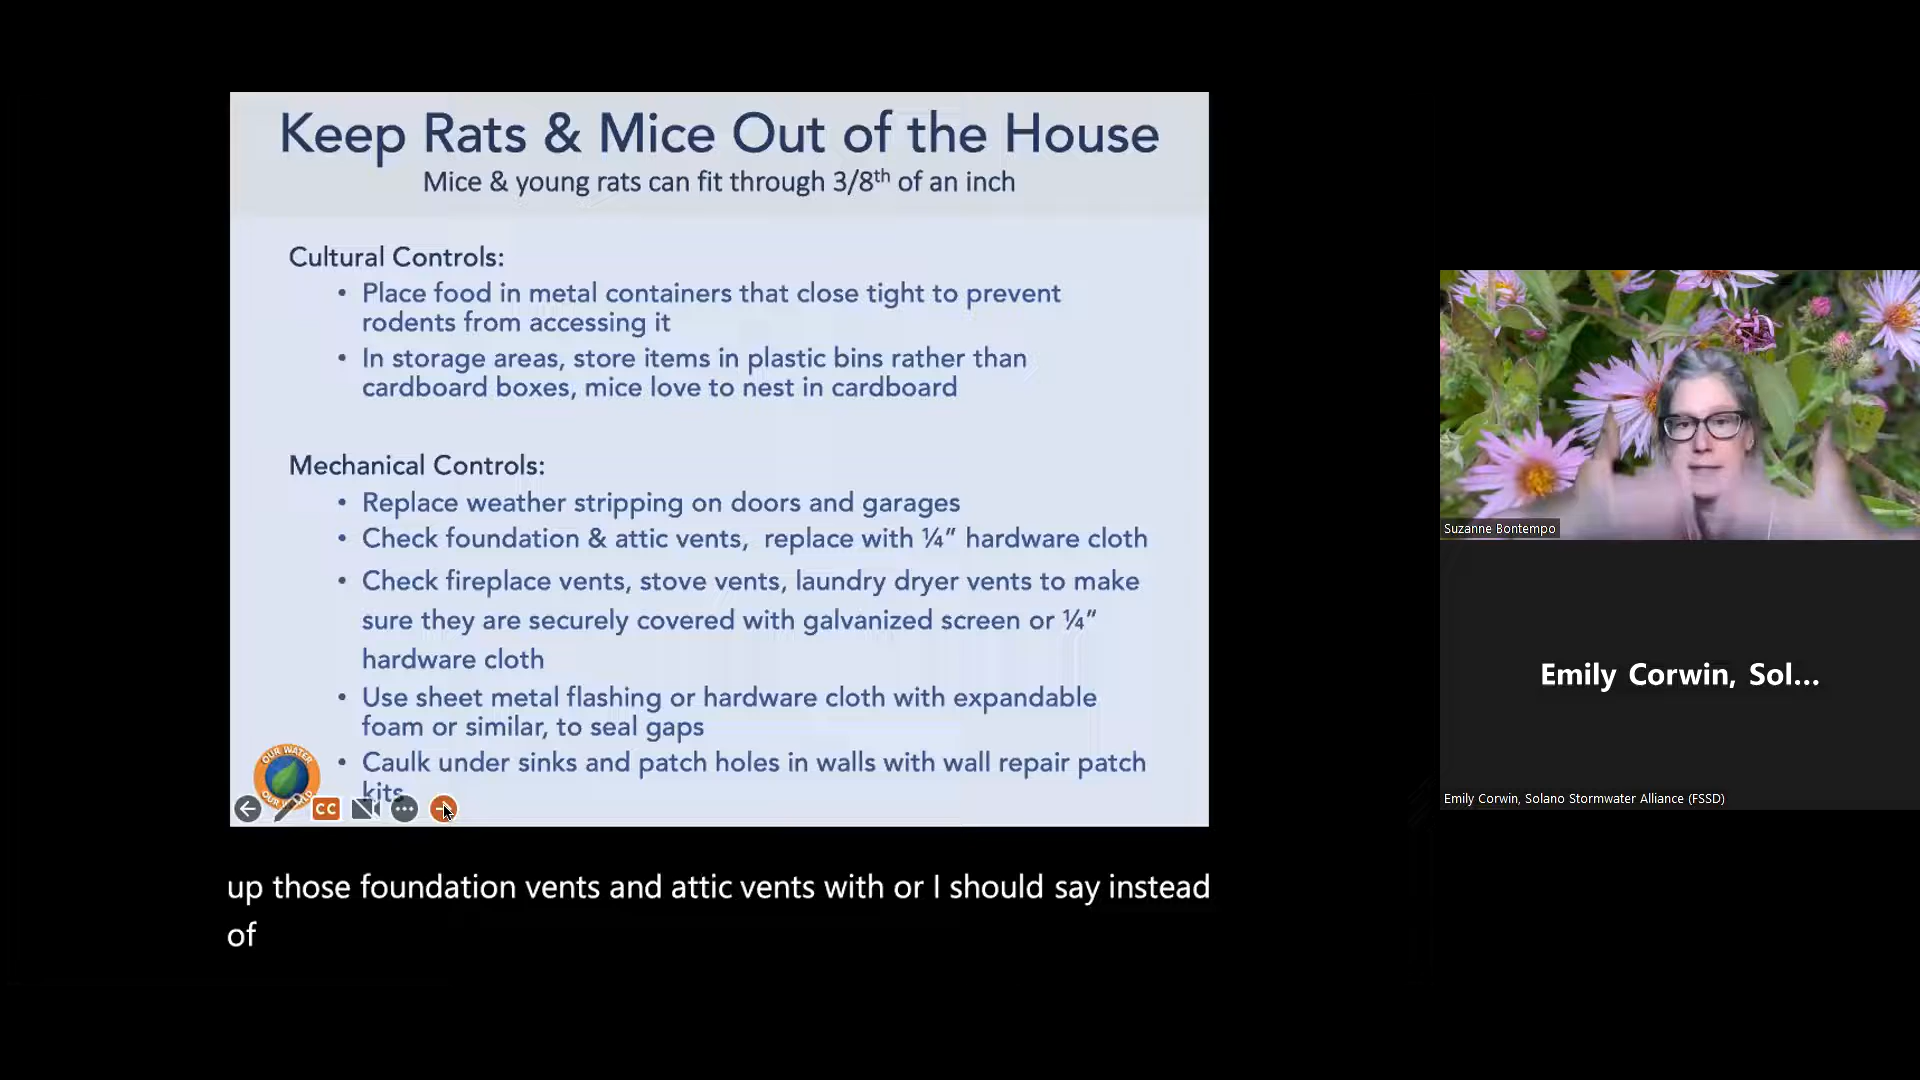 Keep Rats & Mice Out of the House
Mice & young rats can fit through 3/8th of an inch
Cultural Controls:
• Place food in metal containers that close tight to prevent
rodents from accessing it
• In storage areas, store items in plastic bins rather than
cardboard boxes, mice love to nest in cardboard
Mechanical Controls:
• Replace weather stripping on doors and garages
• Check foundation & attic vents, replace with ¼” hardware cloth
• Check fireplace vents, stove vents, laundry dryer vents to make
sure they are securely covered with galvanized screen or ¼”
hardware cloth
• Use sheet metal flashing or hardware cloth with expandable
foam or similar, to seal gaps
• Caulk under sinks and patch holes in walls with wall repair patch
kits
OUR WATER
CC
up those foundation vents and attic vents with or I should say instead
of
Suzanne Bontempo
Emily Corwin, Sol...
Emily Corwin, Solano Stormwater Alliance (FSSD)